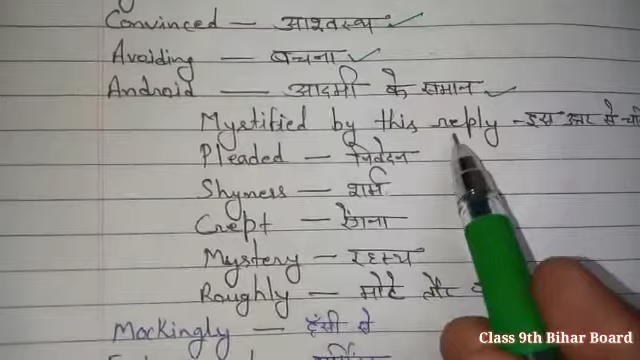 Convinced — आश्वस्थ ✓
Avoiding — बचना ✓
Android — आदमी के समान ✓
Mystified by this reply - इस उत्तर से
Pleaded — निवेदन
Shyness — शर्म
Crept — रेंगना
Mystery — रहस्य
Roughly — मोटे तौर
Mockingly — हँसी से
Class 9th Bihar Board